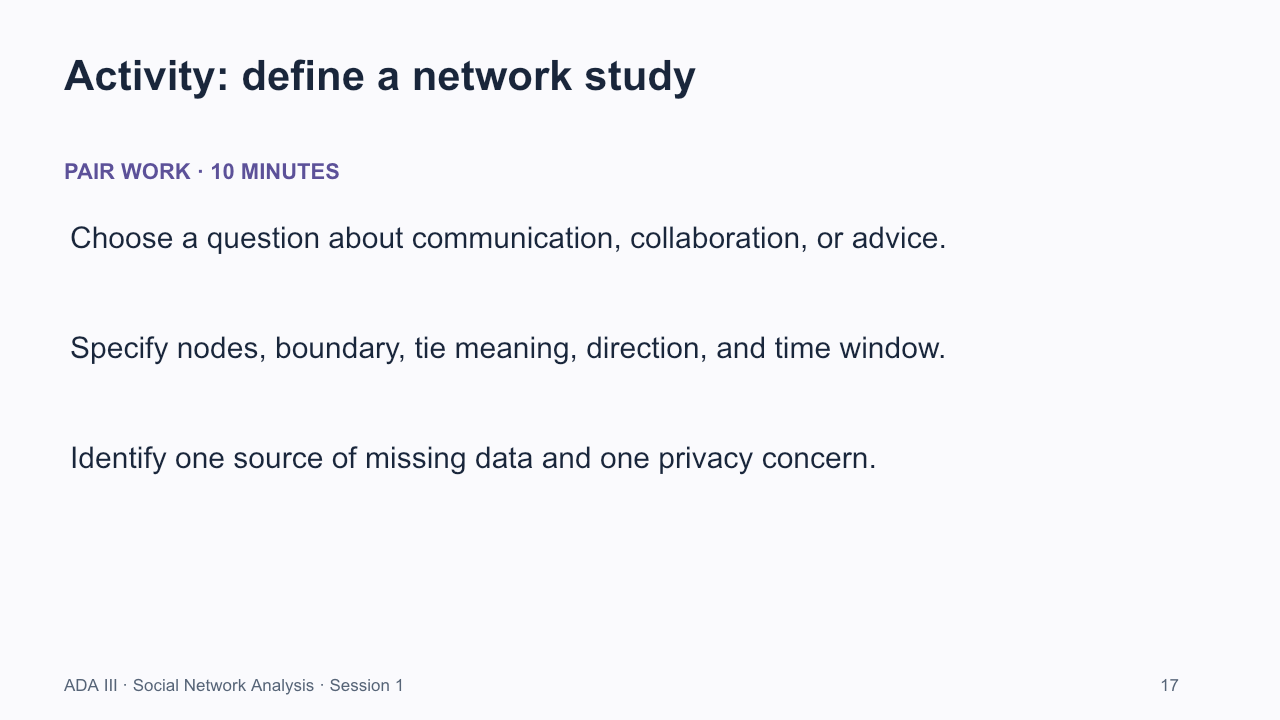 Activity: define a network study
PAIR WORK · 10 MINUTES
Choose a question about communication, collaboration, or advice.
Specify nodes, boundary, tie meaning, direction, and time window.
Identify one source of missing data and one privacy concern.
ADA III · Social Network Analysis · Session 1
17